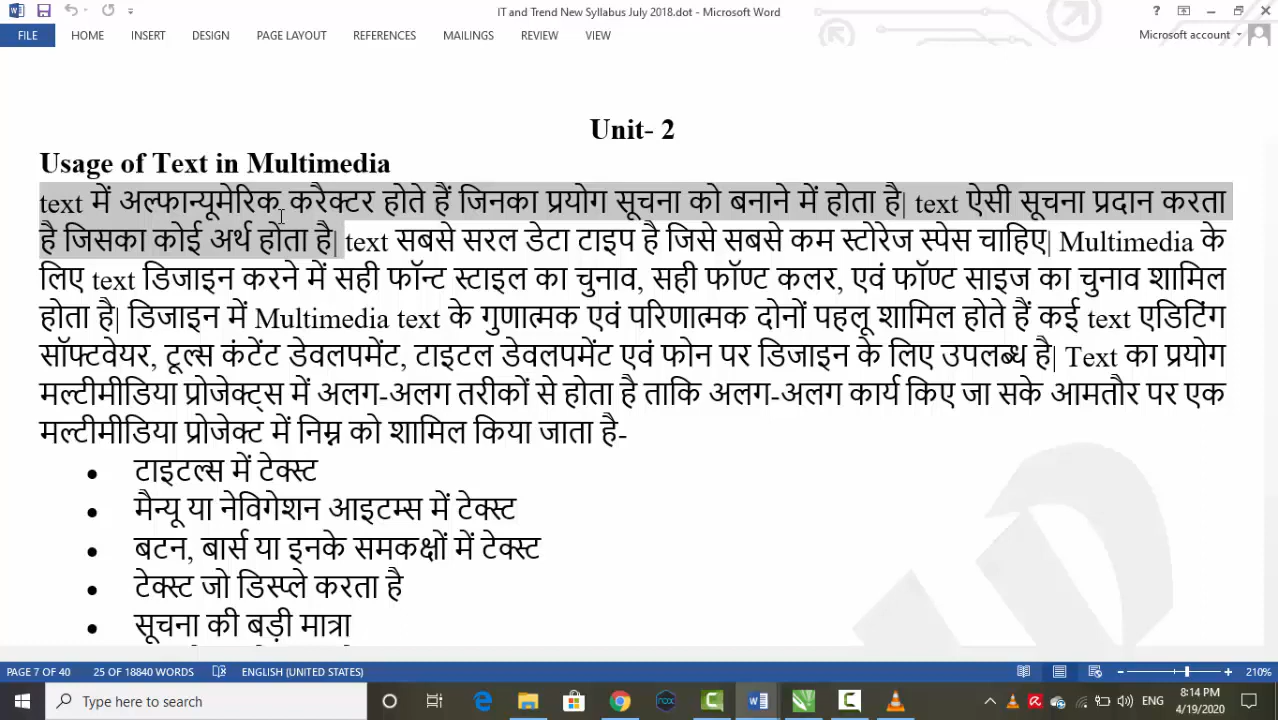 IT and Trend New Syllabus July 2018.dot - Microsoft Word
FILE HOME INSERT DESIGN PAGE LAYOUT REFERENCES MAILINGS REVIEW VIEW Microsoft account
Unit- 2
Usage of Text in Multimedia
text में अल्फान्यूमेरिक करैक्टर होते हैं जिनका प्रयोग सूचना को बनाने में होता है| text ऐसी सूचना प्रदान करता
है जिसका कोई अर्थ होता है| text सबसे सरल डेटा टाइप है जिसे सबसे कम स्टोरेज स्पेस चाहिए| Multimedia के
लिए text डिजाइन करने में सही फॉन्ट स्टाइल का चुनाव, सही फॉण्ट कलर, एवं फॉण्ट साइज का चुनाव शामिल
होता है| डिजाइन में Multimedia text के गुणात्मक एवं परिणात्मक दोनों पहलू शामिल होते हैं कई text एडिटिंग
सॉफ्टवेयर, टूल्स कंटेंट डेवलपमेंट, टाइटल डेवलपमेंट एवं फोन पर डिजाइन के लिए उपलब्ध है| Text का प्रयोग
मल्टीमीडिया प्रोजेक्ट्स में अलग-अलग तरीकों से होता है ताकि अलग-अलग कार्य किए जा सके आमतौर पर एक
मल्टीमीडिया प्रोजेक्ट में निम्न को शामिल किया जाता है-
• टाइटल्स में टेक्स्ट
• मैन्यू या नेविगेशन आइटम्स में टेक्स्ट
• बटन, बार्स या इनके समकक्षों में टेक्स्ट
• टेक्स्ट जो डिस्प्ले करता है
• सूचना की बड़ी मात्रा
PAGE 7 OF 40 25 OF 18840 WORDS ENGLISH (UNITED STATES) 210%
Type here to search ENG 8:14 PM
4/19/2020